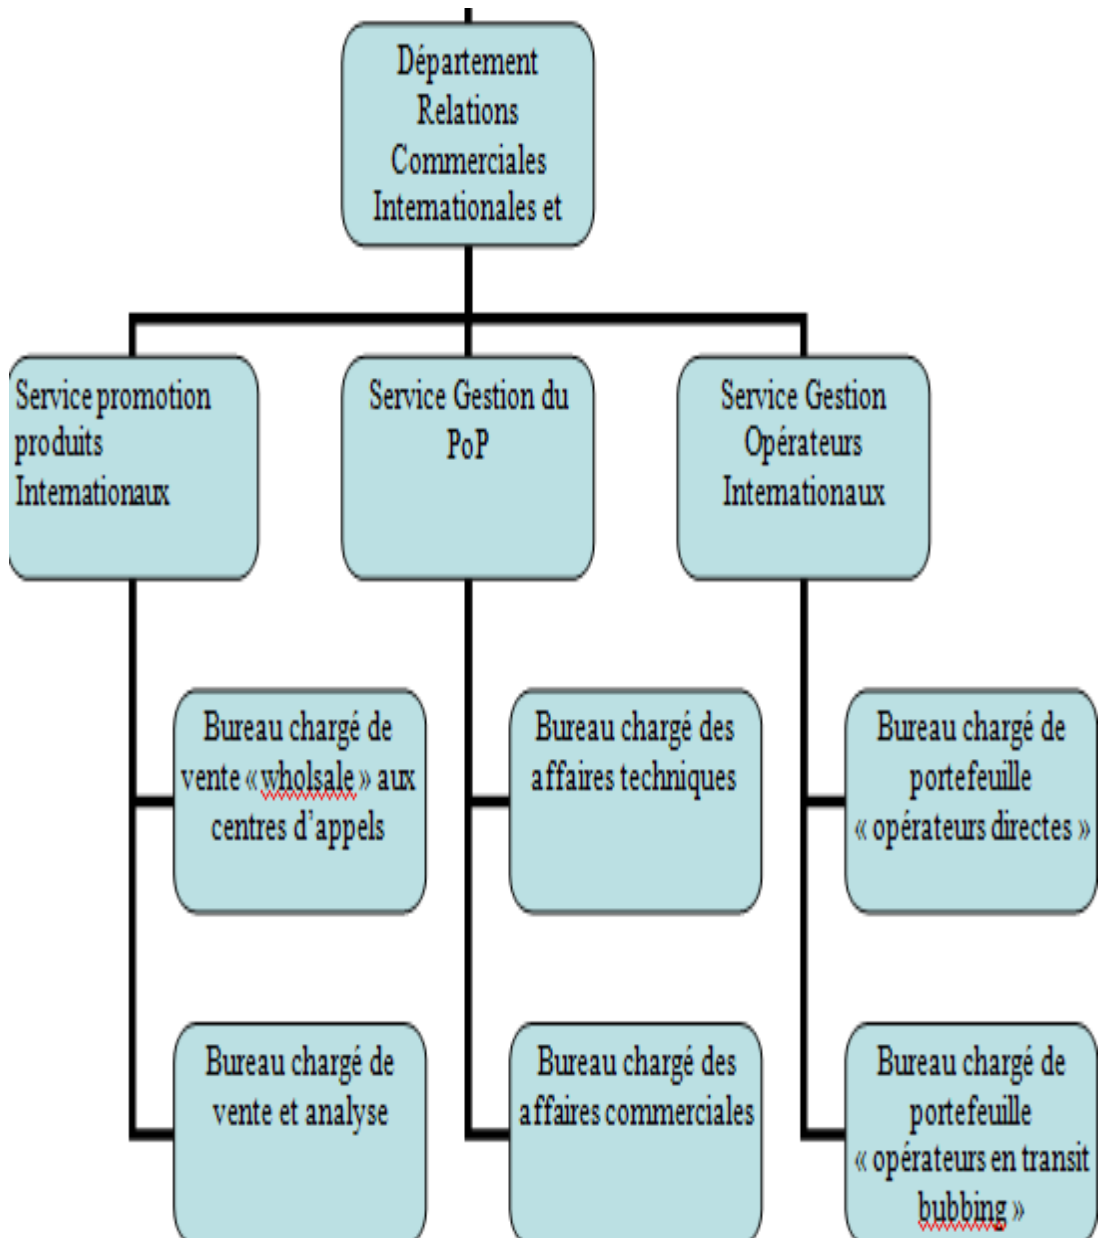 Département
Relations
Commerciales
Internationales et
Service promotion
produits
Internationaux
Service Gestion du
PoP
Service Gestion
Opérateurs
Internationaux
Bureau chargé de
vente « wholsale » aux
centres d’appels
Bureau chargé des
affaires techniques
Bureau chargé de
portefeuille
« opérateurs directes »
Bureau chargé de
vente et analyse
Bureau chargé des
affaires commerciales
Bureau chargé de
portefeuille
« opérateurs en transit
bubbing »